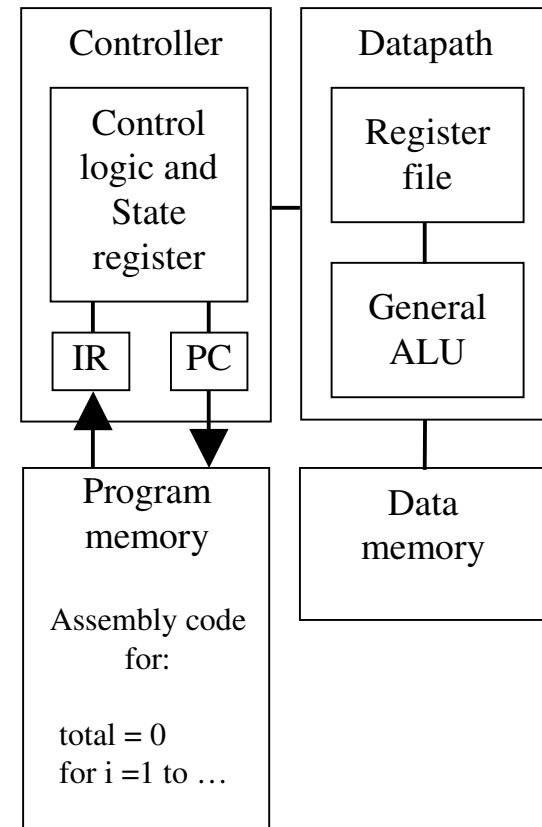 Controller
Control
logic and
State
register
IR
PC
Datapath
Register
file
General
ALU
Program
memory
Assembly code
for:
total = 0
for i =1 to …
Data
memory